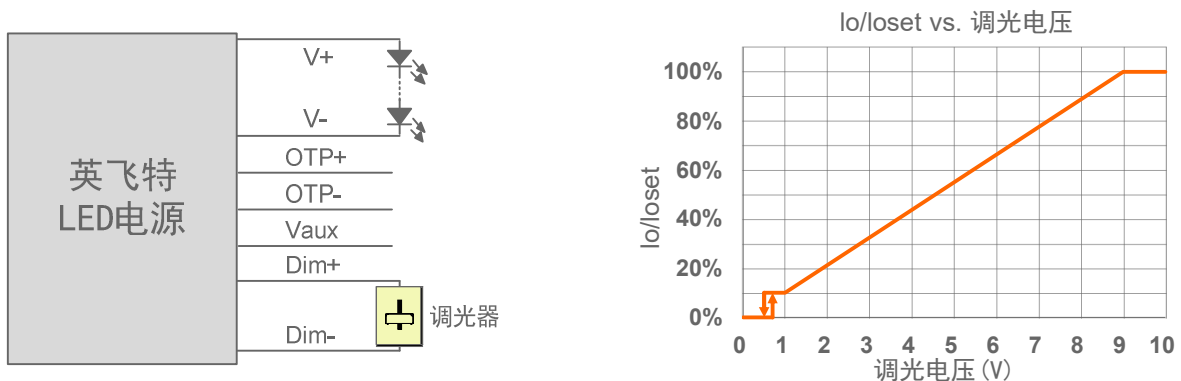 英飞特
LED电源
V+
V-
OTP+
OTP-
Vaux
Dim+
Dim-
调光器
Io/Ioset vs. 调光电压
Io/Ioset
100%
80%
60%
40%
20%
0%
0 1 2 3 4 5 6 7 8 9 10
调光电压(V)